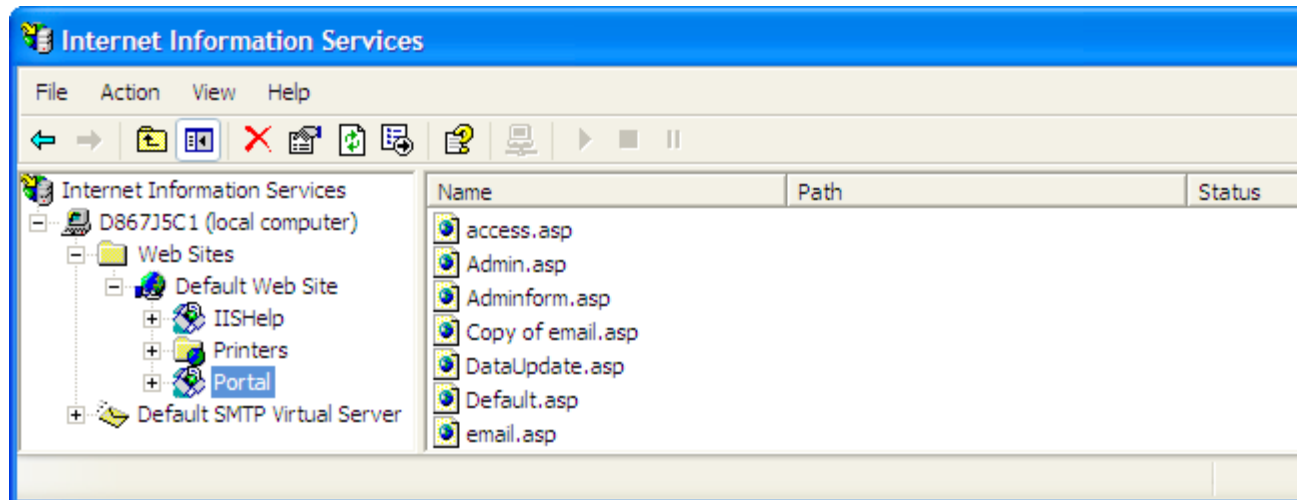 Internet Information Services
File Action View Help
Internet Information Services
D867J5C1 (local computer)
Web Sites
Default Web Site
IISHelp
Printers
Portal
Default SMTP Virtual Server
Name Path Status
access.asp
Admin.asp
Adminform.asp
Copy of email.asp
DataUpdate.asp
Default.asp
email.asp